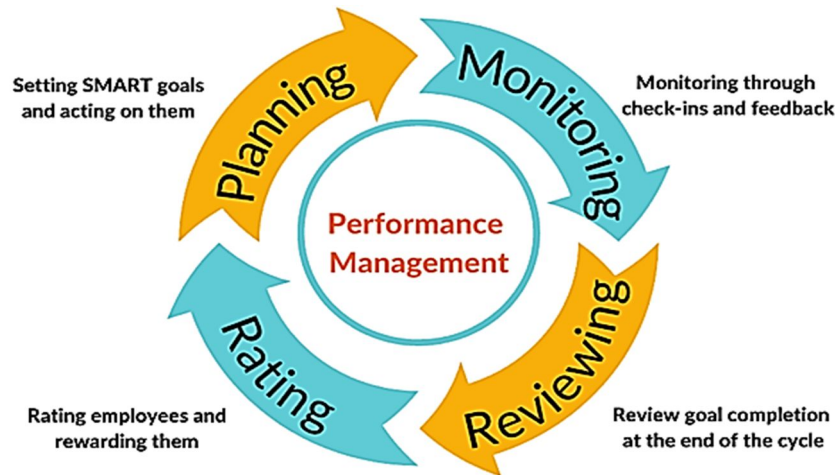 Planning
Setting SMART goals
and acting on them
Monitoring
Monitoring through
check-ins and feedback
Performance
Management
Reviewing
Review goal completion
at the end of the cycle
Rating
Rating employees and
rewarding them